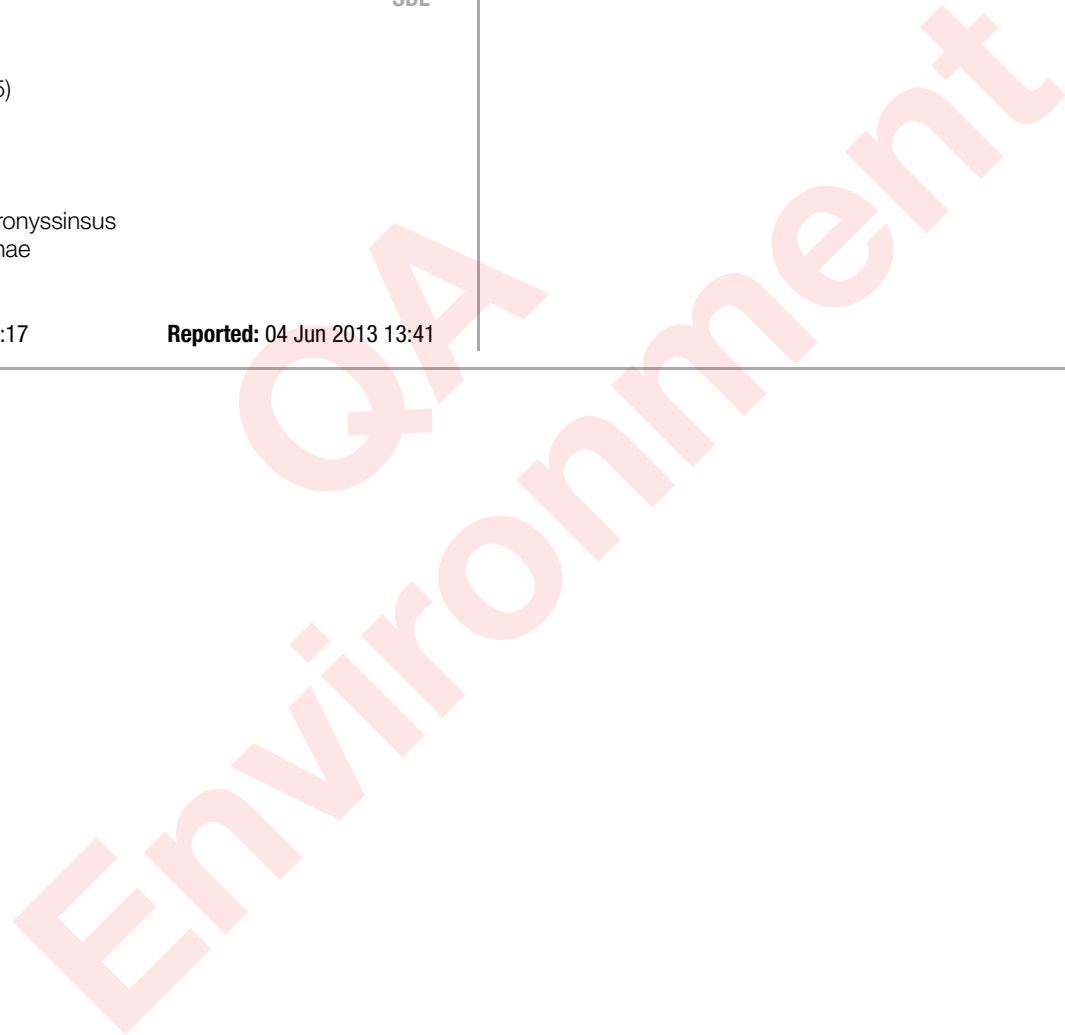 SDL
5)
ronyssinsus
nae
:17 Reported: 04 Jun 2013 13:41
QA
Environment